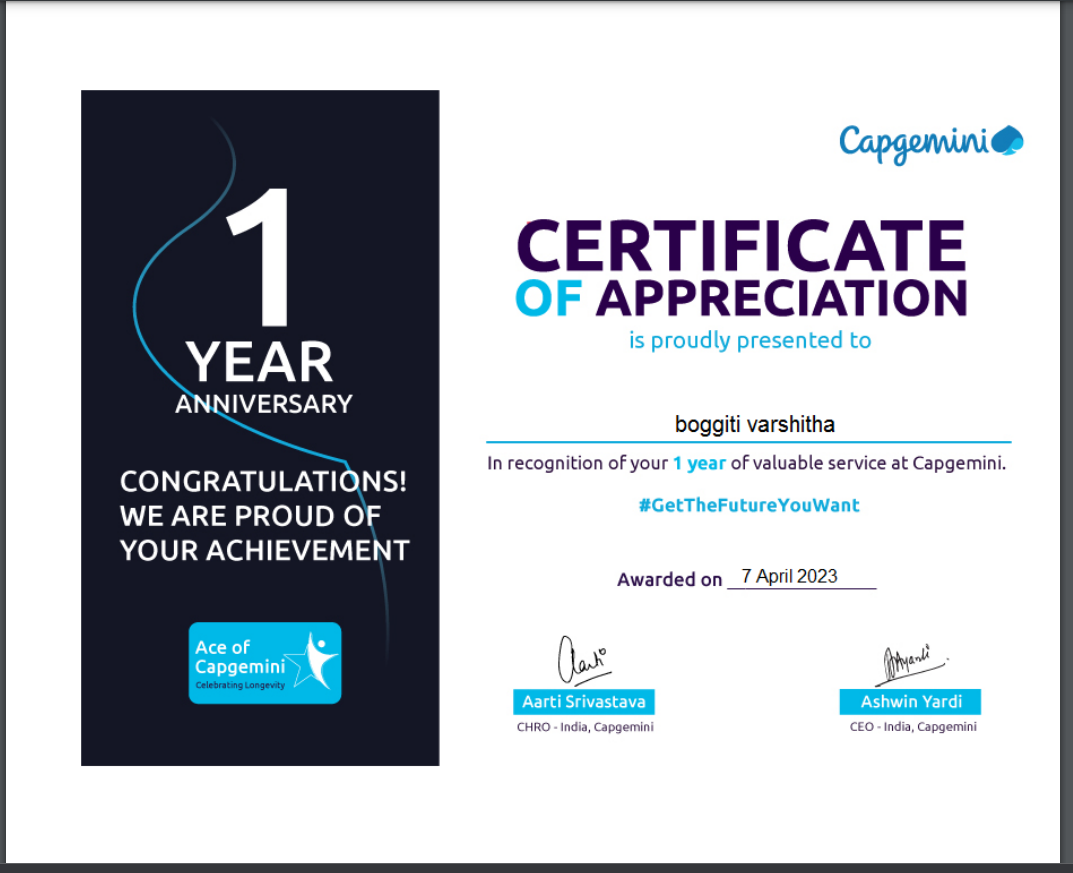 1
YEAR
ANNIVERSARY
CONGRATULATIONS!
WE ARE PROUD OF
YOUR ACHIEVEMENT
Ace of
Capgemini
Celebrating Longevity
Capgemini
CERTIFICATE
OF APPRECIATION
is proudly presented to
boggiti varshitha
In recognition of your 1 year of valuable service at Capgemini.
#GetTheFutureYouWant
Awarded on 7 April 2023
Aarti
Aarti Srivastava
CHRO - India, Capgemini
Ashwin Yardi
CEO - India, Capgemini